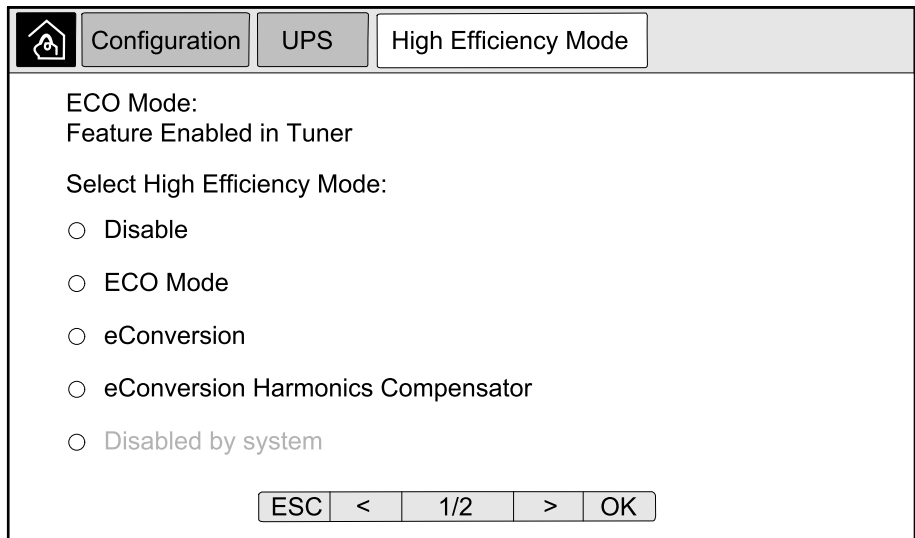 Configuration UPS High Efficiency Mode
ECO Mode:
Feature Enabled in Tuner
Select High Efficiency Mode:
Disable
ECO Mode
eConversion
eConversion Harmonics Compensator
Disabled by system
ESC < 1/2 > OK